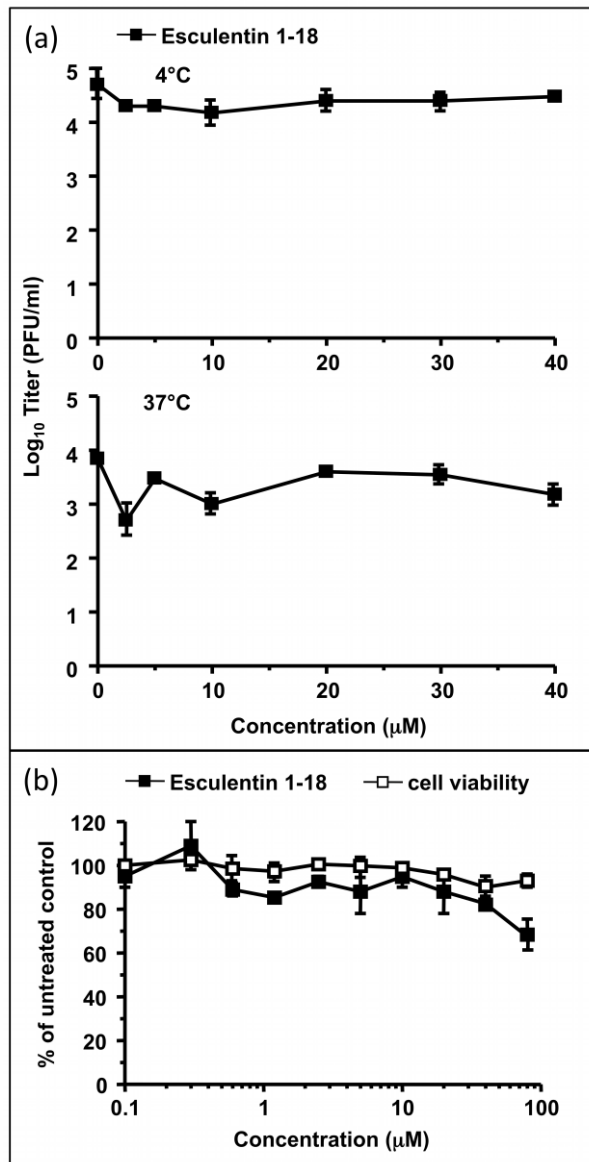 (a)
Esculentin 1-18
4°C
5
4
3
2
1
0
0 10 20 30 40
Log₁₀ Titer (PFU/ml)
37°C
5
4
3
2
1
0
0 10 20 30 40
Concentration (μM)
(b)
Esculentin 1-18 cell viability
120
100
80
60
40
20
0
% of untreated control
0.1 1 10 100
Concentration (μM)